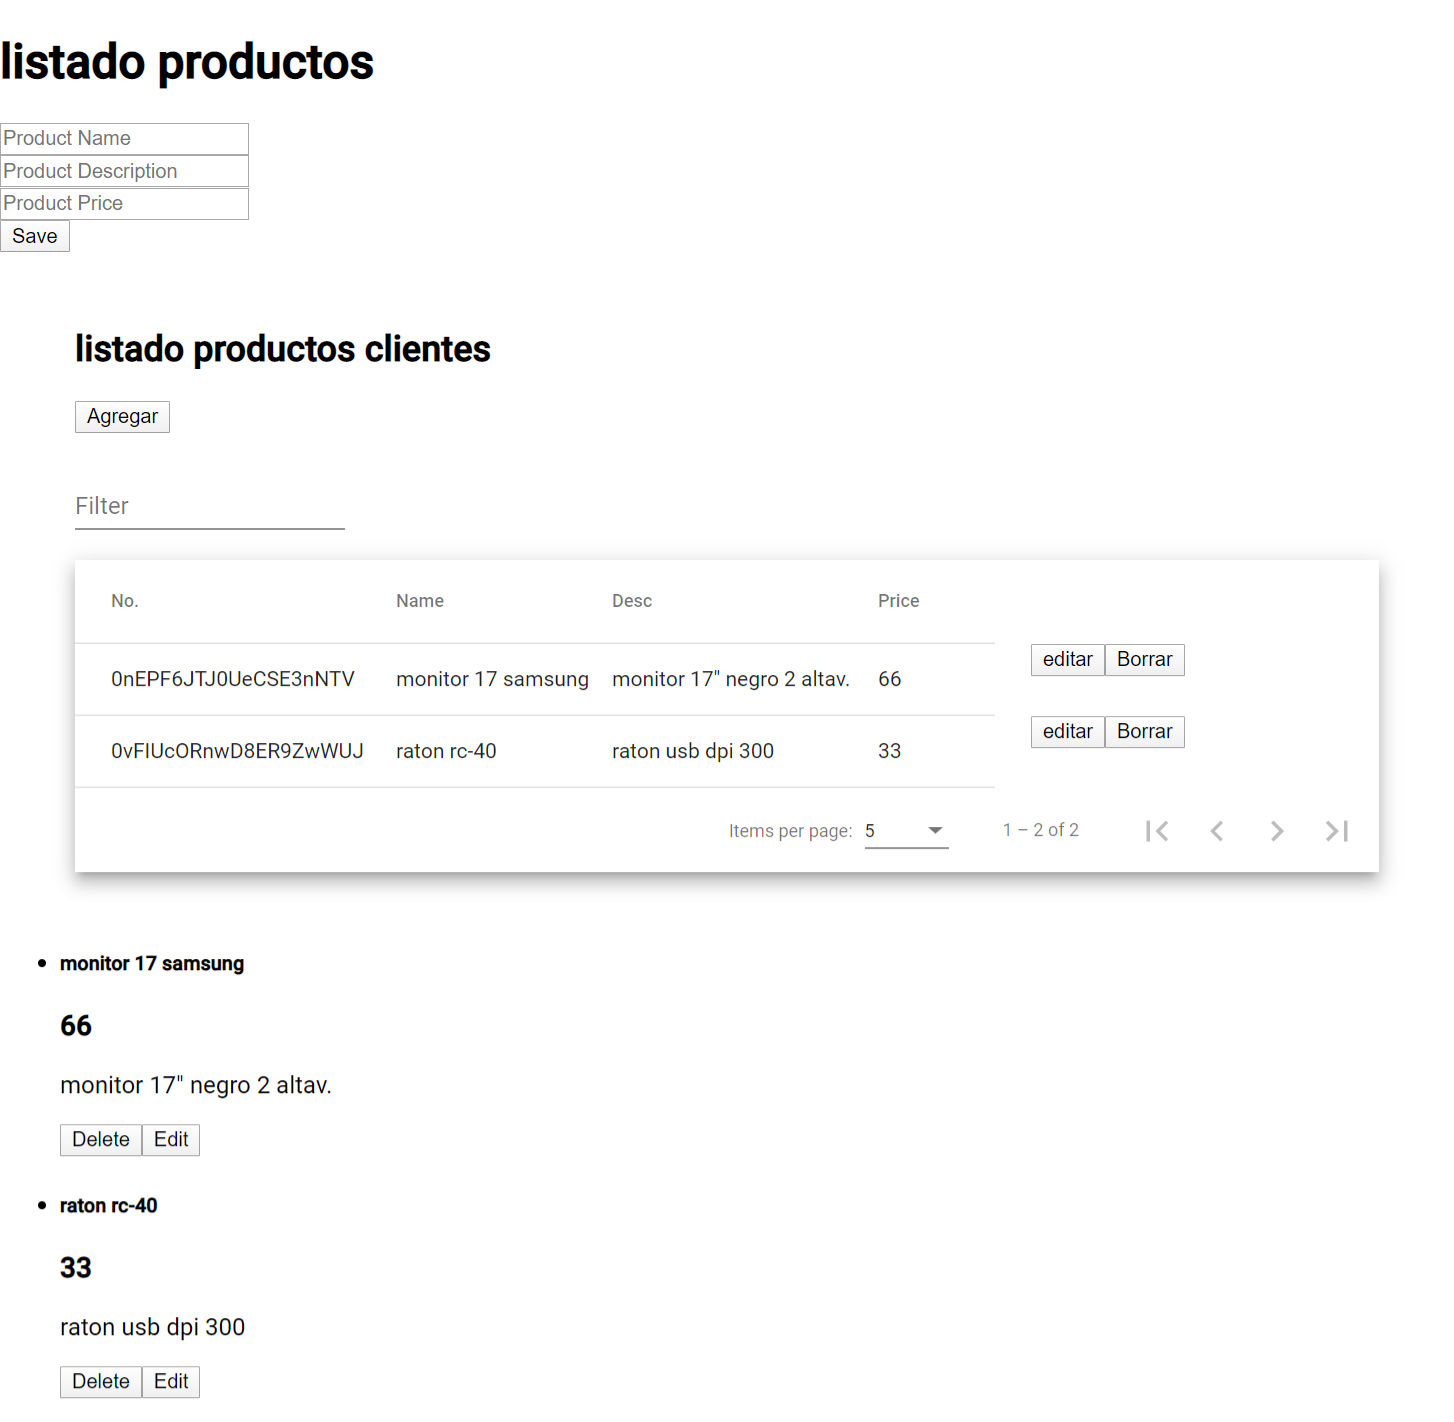 listado productos
Product Name
Product Description
Product Price
Save
listado productos clientes
Agregar
Filter
No. Name Desc Price
0nEPF6JTJ0UeCSE3nNTV monitor 17 samsung monitor 17" negro 2 altav. 66 editar Borrar
0vFIUcORnwD8ER9ZwWUJ raton rc-40 raton usb dpi 300 33 editar Borrar
Items per page: 5 1 – 2 of 2
monitor 17 samsung
66
monitor 17" negro 2 altav.
Delete Edit
raton rc-40
33
raton usb dpi 300
Delete Edit